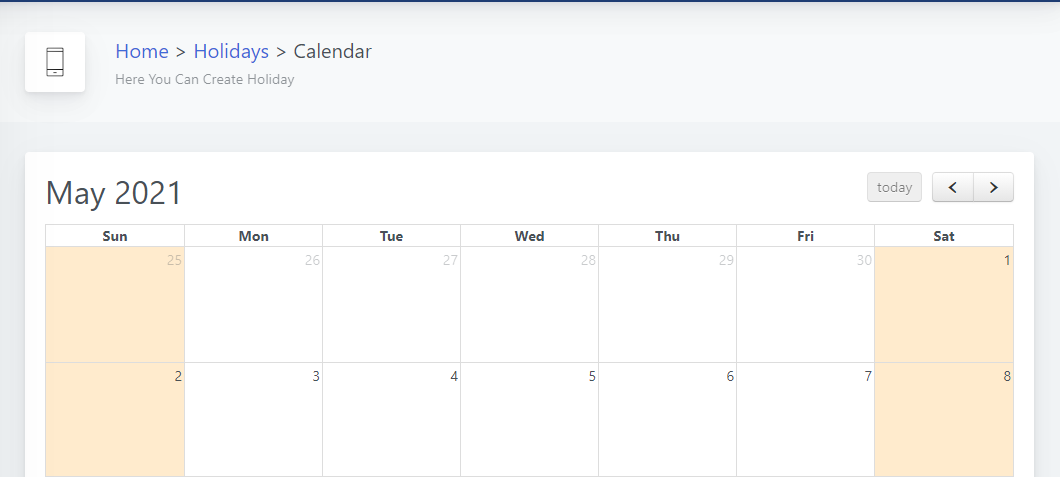 Home > Holidays > Calendar
Here You Can Create Holiday
May 2021
today
Sun Mon Tue Wed Thu Fri Sat
25 26 27 28 29 30 1
2 3 4 5 6 7 8